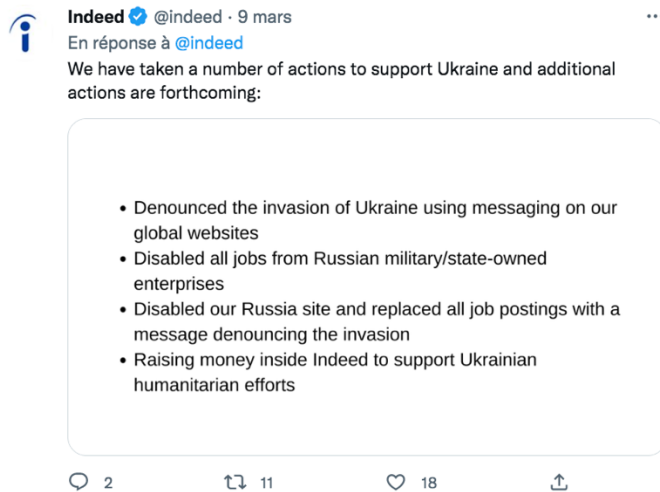 Indeed @indeed · 9 mars
En réponse à @indeed
We have taken a number of actions to support Ukraine and additional
actions are forthcoming:
• Denounced the invasion of Ukraine using messaging on our
global websites
• Disabled all jobs from Russian military/state-owned
enterprises
• Disabled our Russia site and replaced all job postings with a
message denouncing the invasion
• Raising money inside Indeed to support Ukrainian
humanitarian efforts
2 11 18